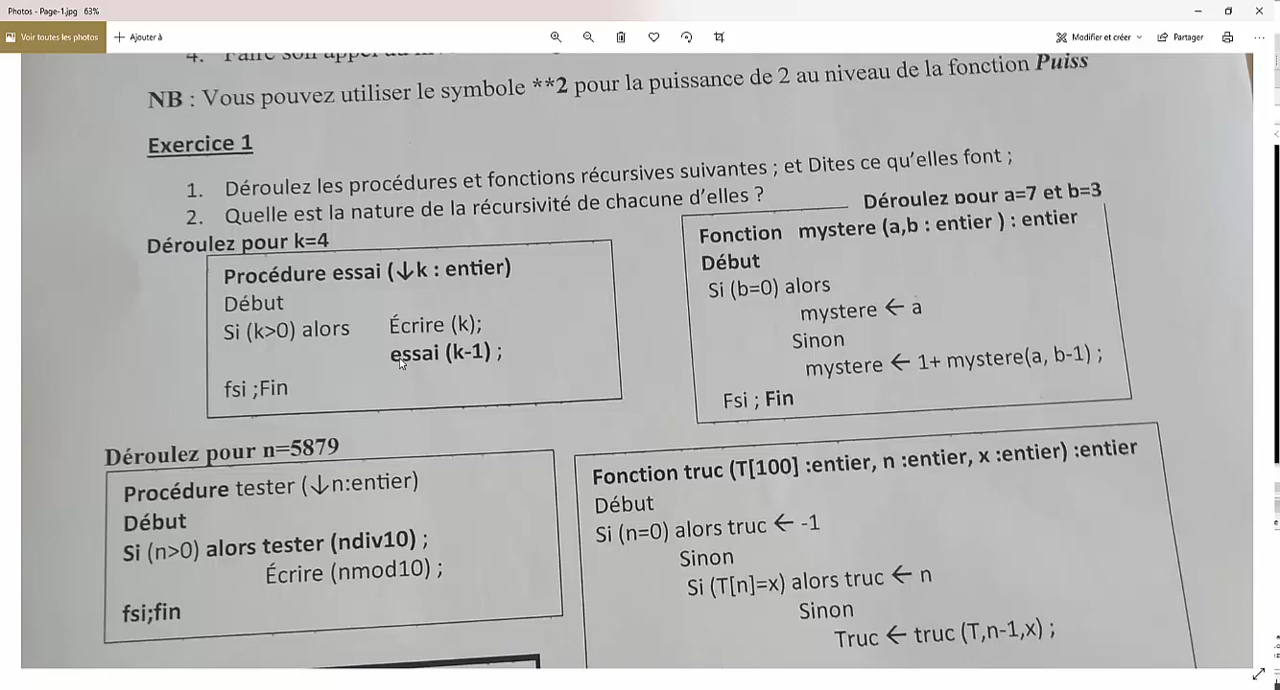 Photos - Page-1.jpg 63%
Voir toutes les photos
Ajouter à
Modifier et créer
Partager
4. Faire son appel au
NB : Vous pouvez utiliser le symbole **2 pour la puissance de 2 au niveau de la fonction Puiss
Exercice 1
1. Déroulez les procédures et fonctions récursives suivantes ; et Dites ce qu'elles font ;
2. Quelle est la nature de la récursivité de chacune d'elles ?
Déroulez pour k=4
Procédure essai (↓k : entier)
Début
Si (k>0) alors Écrire (k);
essai (k-1) ;
fsi ;Fin
Déroulez pour a=7 et b=3
Fonction mystere (a,b : entier ) : entier
Début
Si (b=0) alors
mystere ← a
Sinon
mystere ← 1+ mystere(a, b-1) ;
Fsi ; Fin
Déroulez pour n=5879
Procédure tester (↓n:entier)
Début
Si (n>0) alors tester (ndiv10) ;
Écrire (nmod10) ;
fsi;fin
Fonction truc (T[100] :entier, n :entier, x :entier) :entier
Début
Si (n=0) alors truc ← -1
Sinon
Si (T[n]=x) alors truc ← n
Sinon
Truc ← truc (T,n-1,x) ;